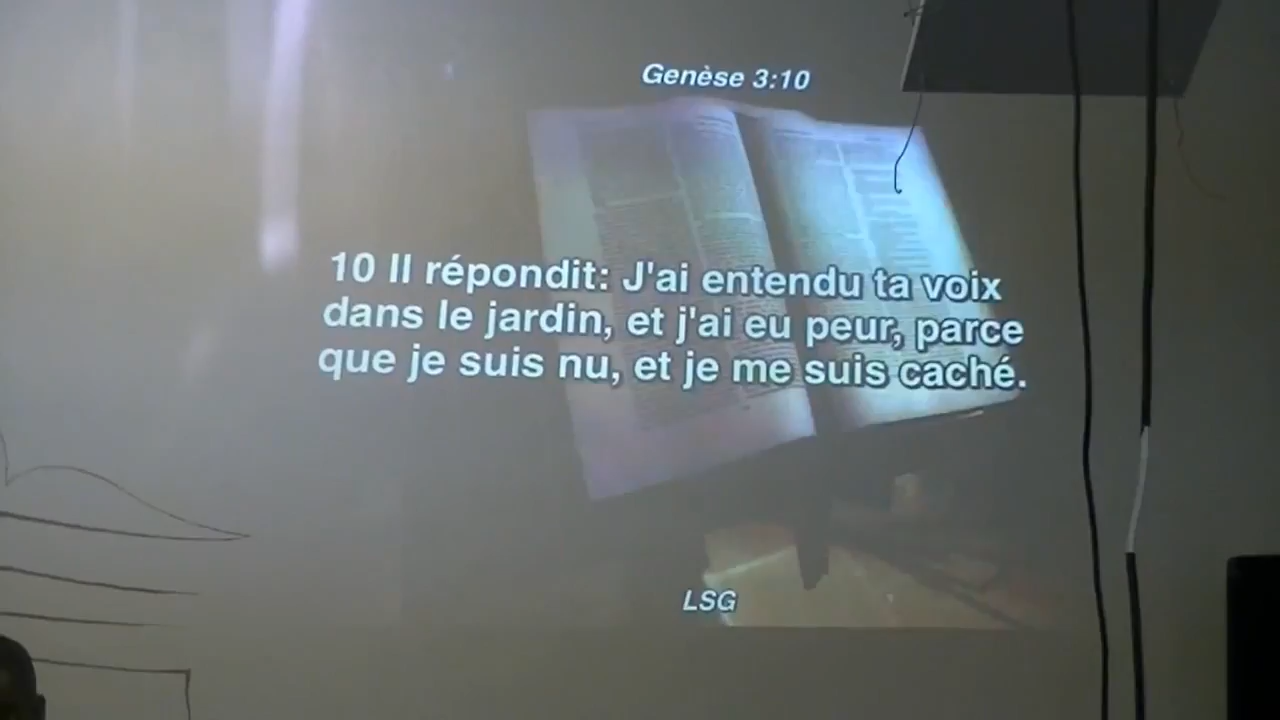 Genèse 3:10
10 Il répondit: J'ai entendu ta voix
dans le jardin, et j'ai eu peur, parce
que je suis nu, et je me suis caché.
LSG